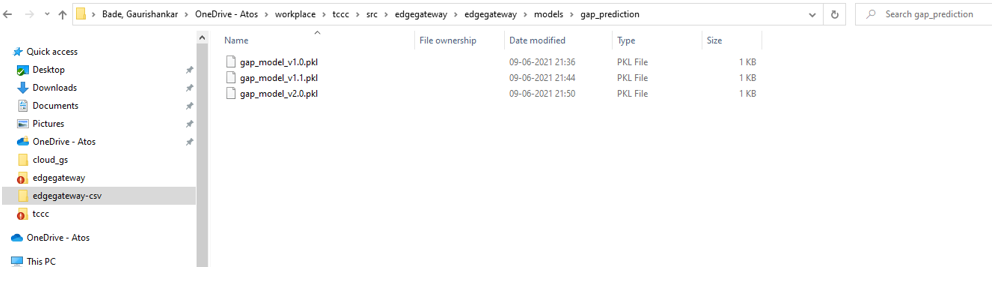 Bade, Gaurishankar > OneDrive - Atos > workplace > tccc > src > edgegateway > edgegateway > models > gap_prediction
Search gap_prediction
Name File ownership Date modified Type Size
Quick access
Desktop
Downloads
Documents
Pictures
OneDrive - Atos
cloud_gs
edgegateway
edgegateway-csv
tccc
OneDrive - Atos
This PC
gap_model_v1.0.pkl 09-06-2021 21:36 PKL File 1 KB
gap_model_v1.1.pkl 09-06-2021 21:44 PKL File 1 KB
gap_model_v2.0.pkl 09-06-2021 21:50 PKL File 1 KB